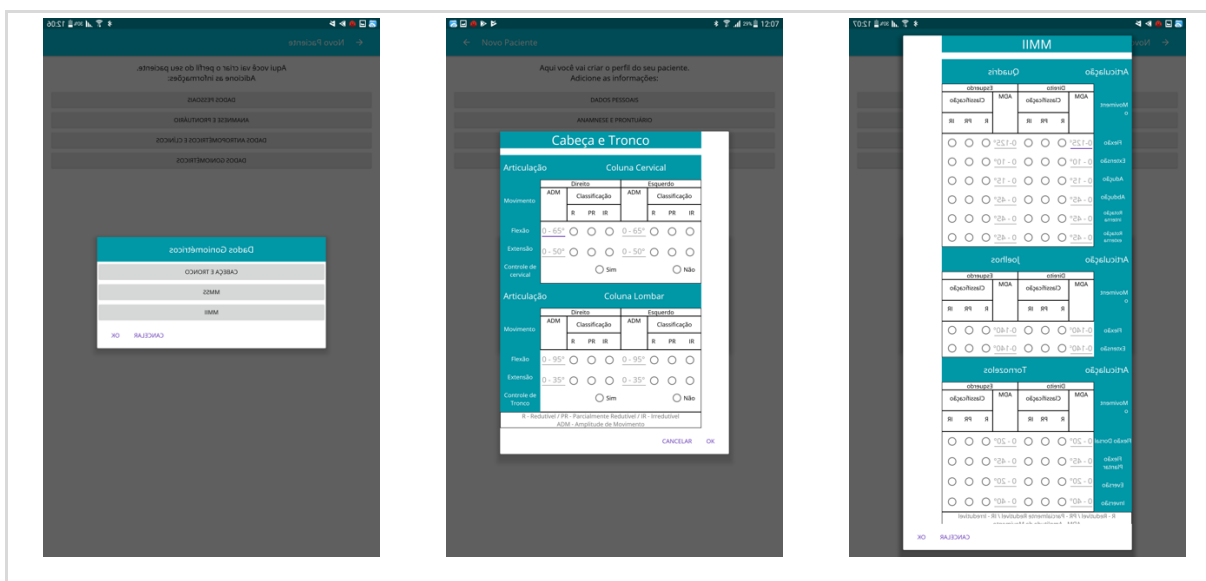 12:06
← Novo Paciente
Aqui você vai criar o perfil do seu paciente.
Adicione as informações:
DADOS PESSOAIS
ANAMNESE E PRONTUÁRIO
DADOS ANTROPOMÉTRICOS E CLÍNICOS
DADOS GONIOMÉTRICOS
Dados Goniométricos
CABEÇA E TRONCO
MMSS
MMII
CANCELAR OK
29% 12:07
← Novo Paciente
Aqui você vai criar o perfil do seu paciente.
Adicione as informações:
DADOS PESSOAIS
ANAMNESE E PRONTUÁRIO
Cabeça e Tronco
Articulação Coluna Cervical
Direito Esquerdo
Movimento ADM Classificação ADM Classificação
R PR IR R PR IR
Flexão 0 - 65° 0 - 65°
Extensão 0 - 50° 0 - 50°
Controle de cervical Sim Não
Articulação Coluna Lombar
Direito Esquerdo
Movimento ADM Classificação ADM Classificação
R PR IR R PR IR
Flexão 0 - 95° 0 - 95°
Extensão 0 - 35° 0 - 35°
Controle de Tronco Sim Não
R - Redutível / PR - Parcialmente Redutível / IR - Irredutível
ADM - Amplitude de Movimento
CANCELAR OK
12:07
← Novo
MMII
Articulação Quadris
Direito Esquerdo
Movimento ADM Classificação ADM Classificação
R PR IR R PR IR
Flexão 0-125° 0-125°
Extensão 0 - 10° 0 - 10°
Adução 0 - 15° 0 - 15°
Abdução 0 - 45° 0 - 45°
Rotação interna 0 - 45° 0 - 45°
Rotação externa 0 - 45° 0 - 45°
Articulação Joelhos
Direito Esquerdo
Movimento ADM Classificação ADM Classificação
R PR IR R PR IR
Flexão 0-140° 0-140°
Extensão 0-140° 0-140°
Articulação Tornozelos
Direito Esquerdo
Movimento ADM Classificação ADM Classificação
R PR IR R PR IR
Flexão Dorsal 0 - 20° 0 - 20°
Flexão Plantar 0 - 45° 0 - 45°
Eversão 0 - 20° 0 - 20°
Inversão 0 - 40° 0 - 40°
R - Redutível / PR - Parcialmente Redutível / IR - Irredutível
ADM - Amplitude de Movimento
CANCELAR OK